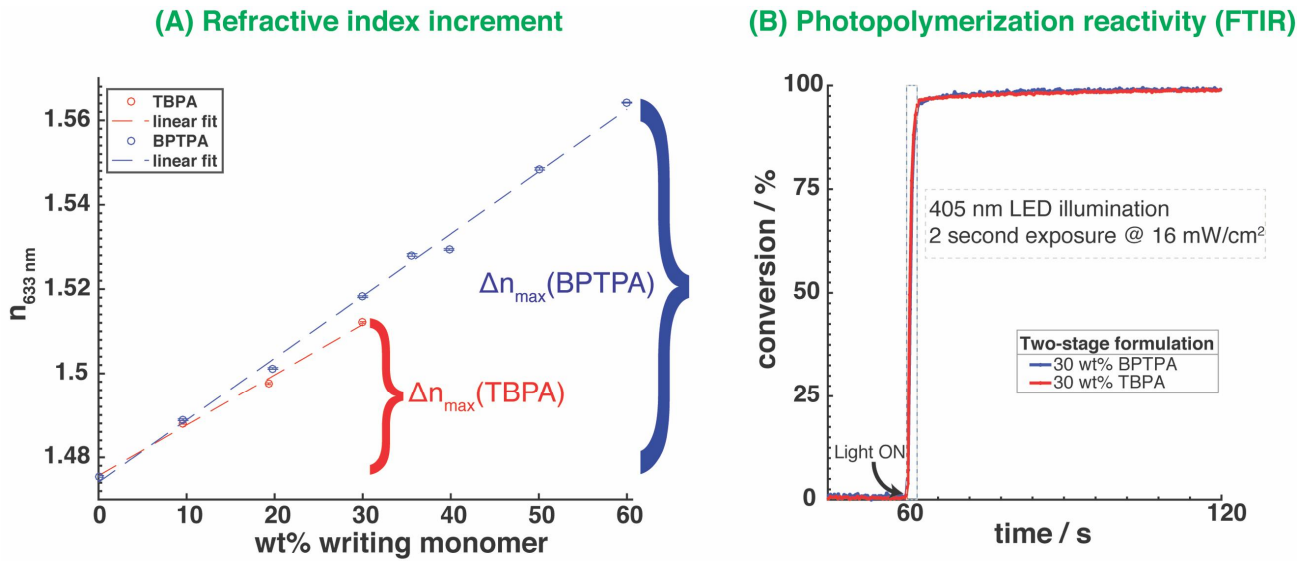 (A) Refractive index increment
TBPA
linear fit
BPTPA
linear fit
n633 nm
1.56
1.54
1.52
1.5
1.48
Δnmax(BPTPA)
Δnmax(TBPA)
0 10 20 30 40 50 60
wt% writing monomer
(B) Photopolymerization reactivity (FTIR)
conversion / %
100
75
50
25
0
405 nm LED illumination
2 second exposure @ 16 mW/cm²
Two-stage formulation
30 wt% BPTPA
30 wt% TBPA
Light ON
60 120
time / s